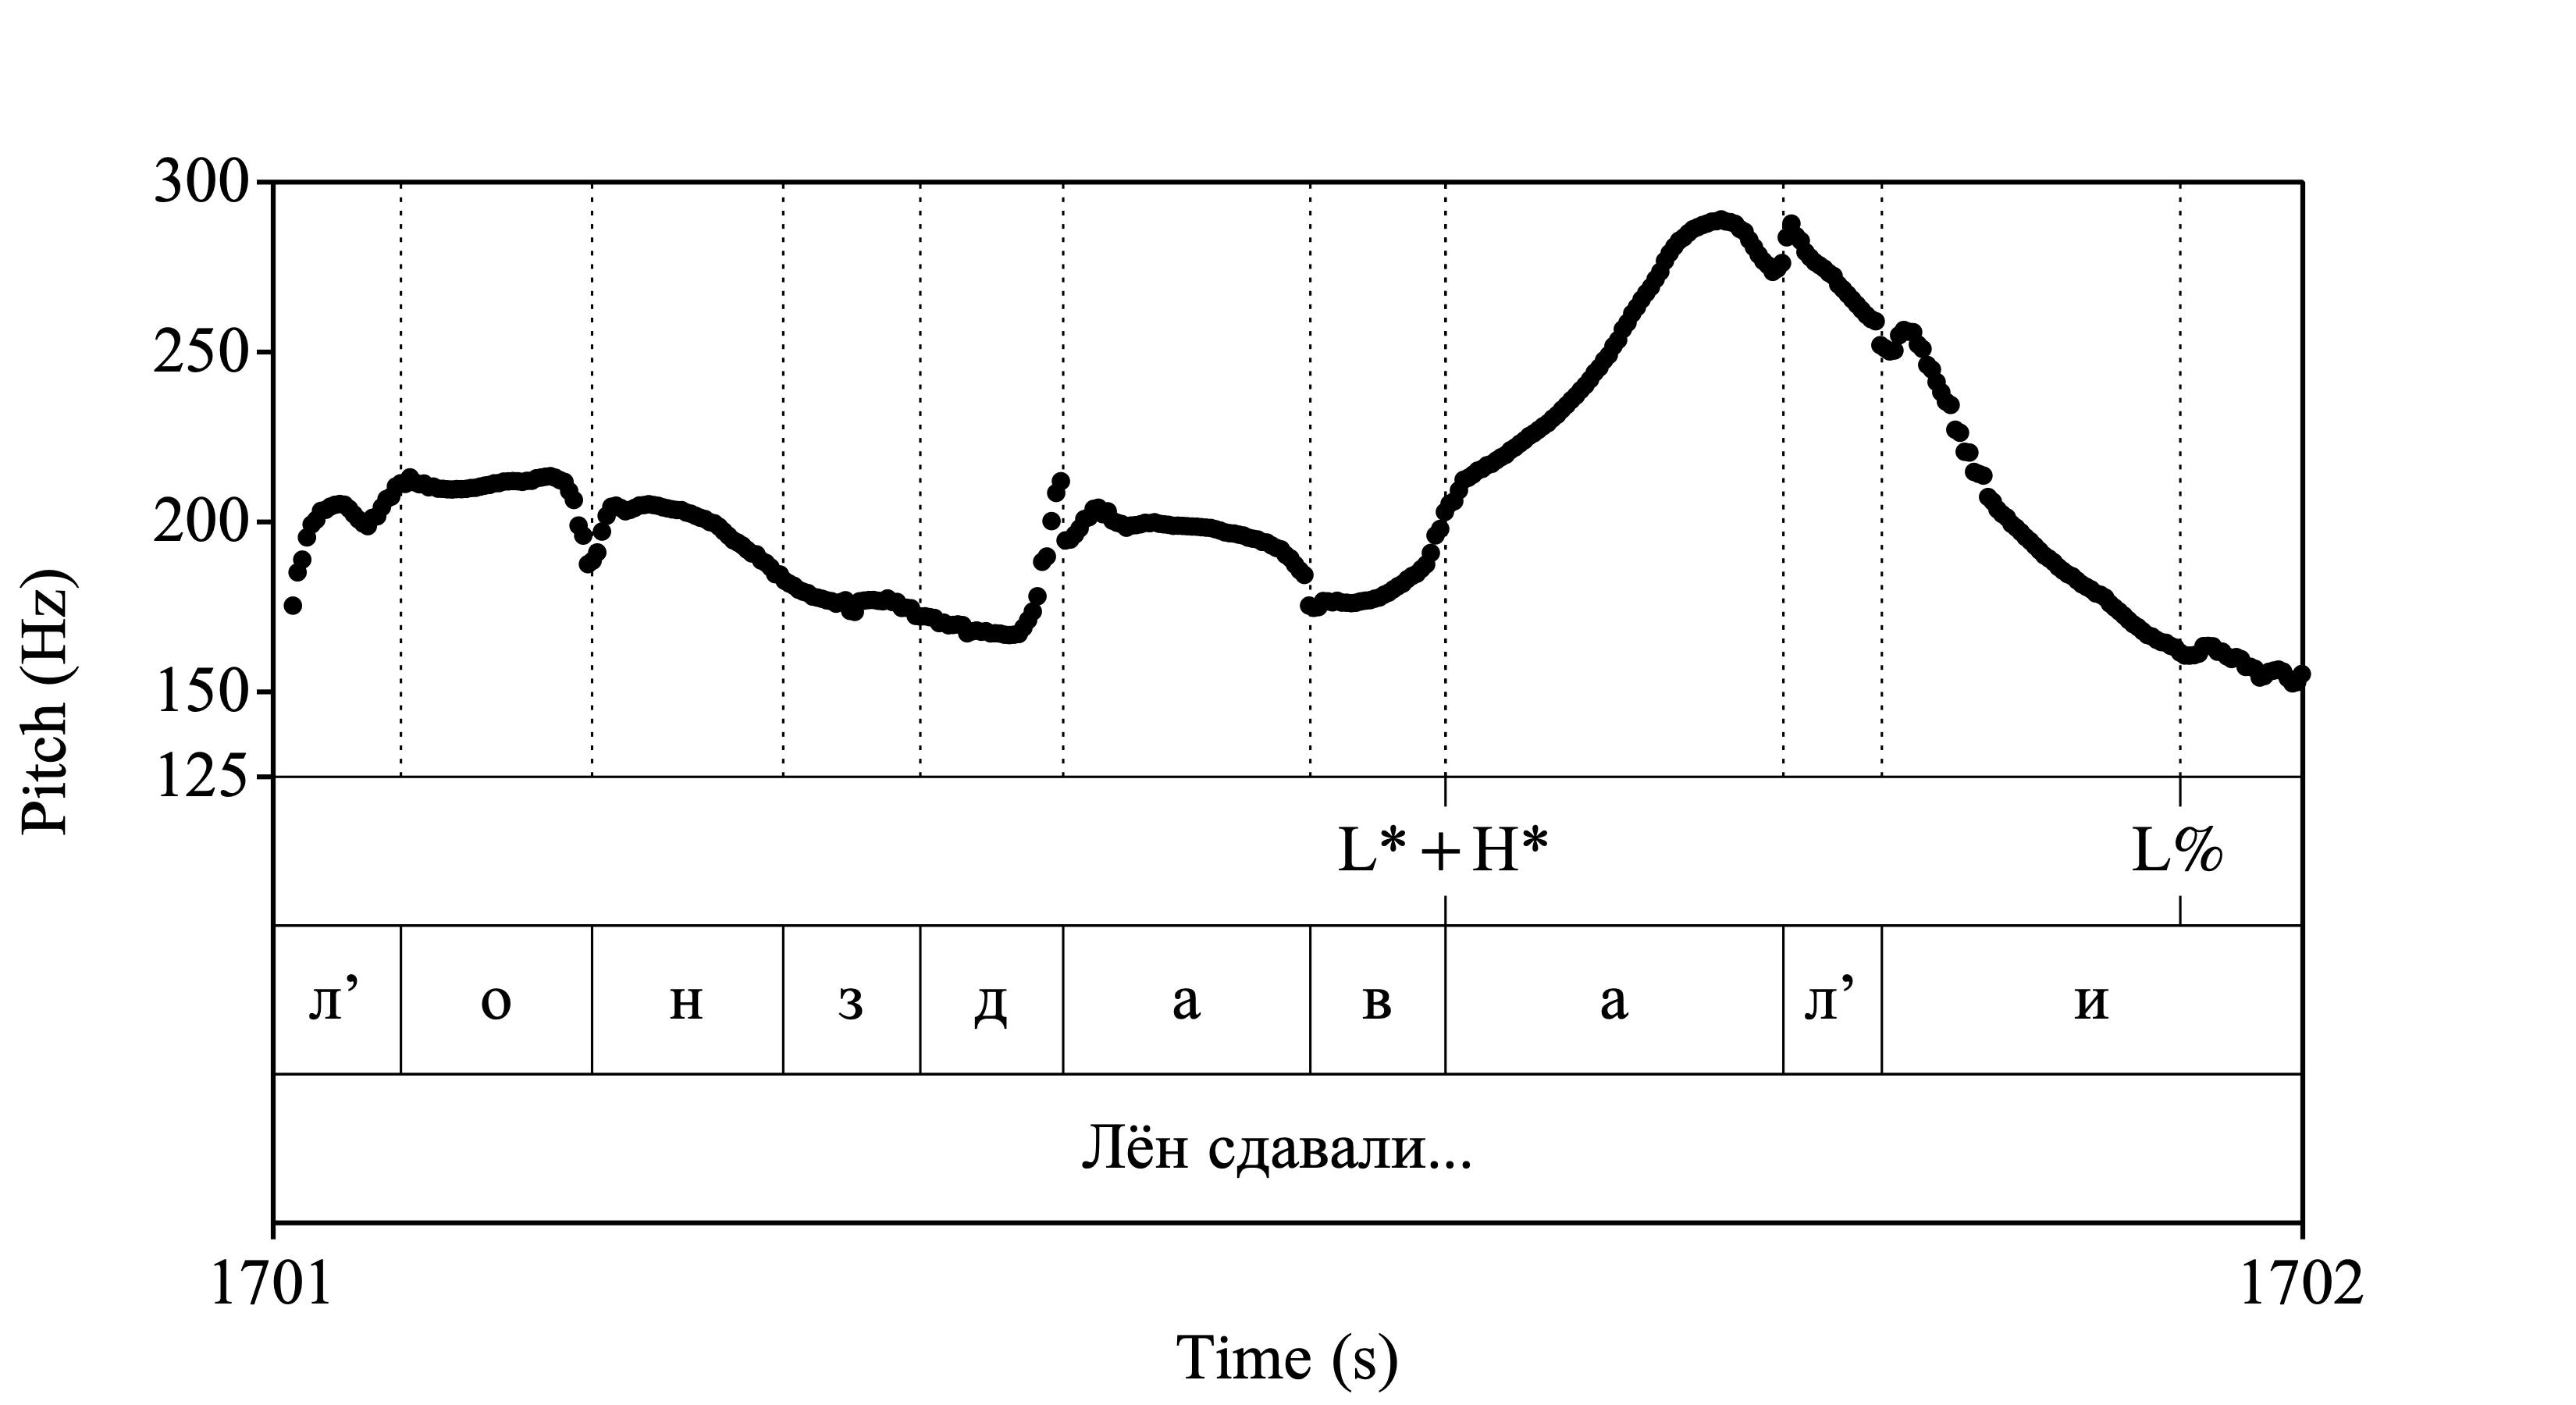 300
250
200
150
125
Pitch (Hz)
L*+H* L%
л’ о н з д а в а л’ и
Лён сдавали...
1701 1702
Time (s)